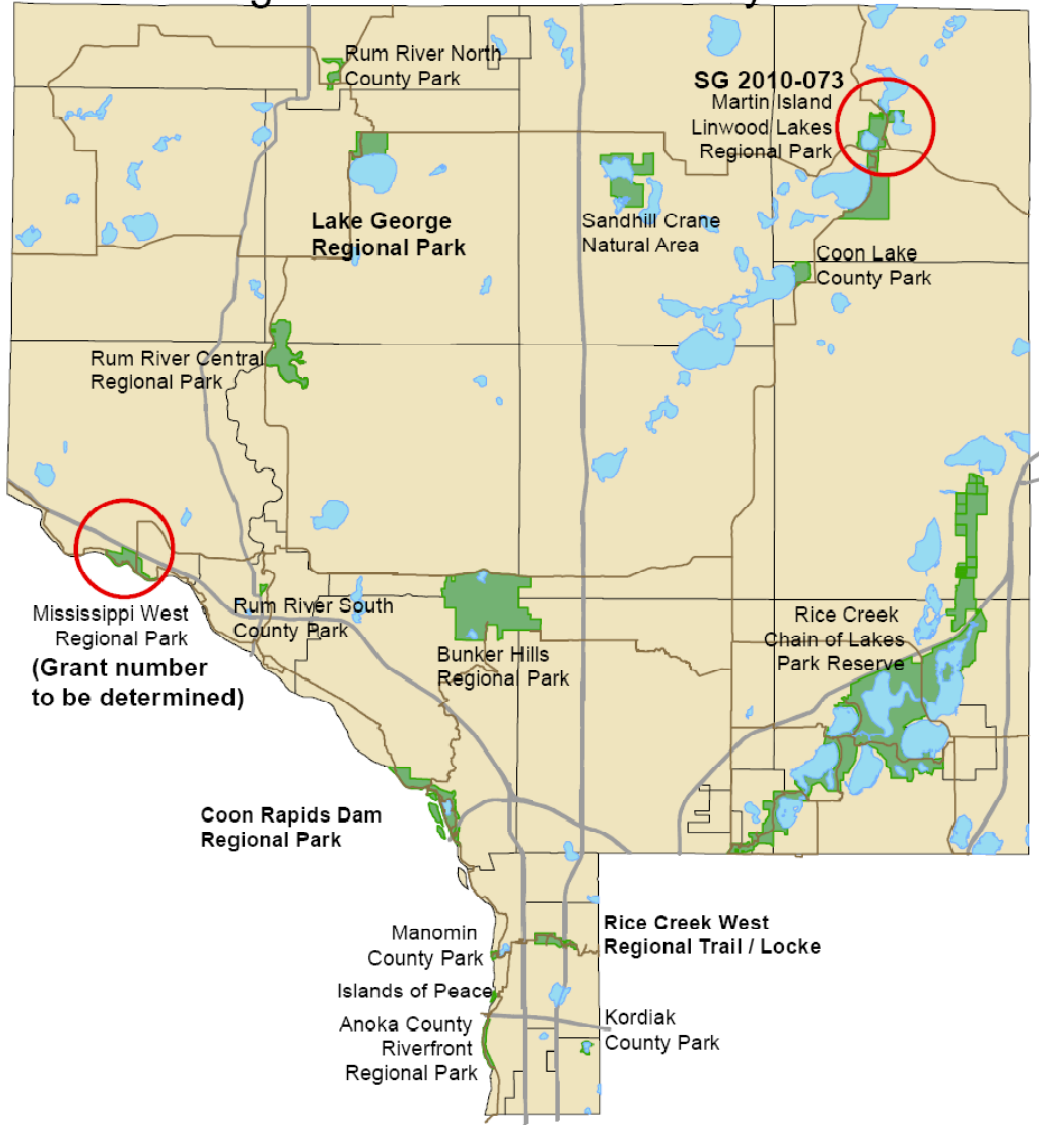 Rum River North
County Park
SG 2010-073
Martin Island
Linwood Lakes
Regional Park
Lake George
Regional Park
Sandhill Crane
Natural Area
Coon Lake
County Park
Rum River Central
Regional Park
Mississippi West
Regional Park
(Grant number
to be determined)
Rum River South
County Park
Bunker Hills
Regional Park
Rice Creek
Chain of Lakes
Park Reserve
Coon Rapids Dam
Regional Park
Manomin
County Park
Rice Creek West
Regional Trail / Locke
Islands of Peace
Anoka County
Riverfront
Regional Park
Kordiak
County Park